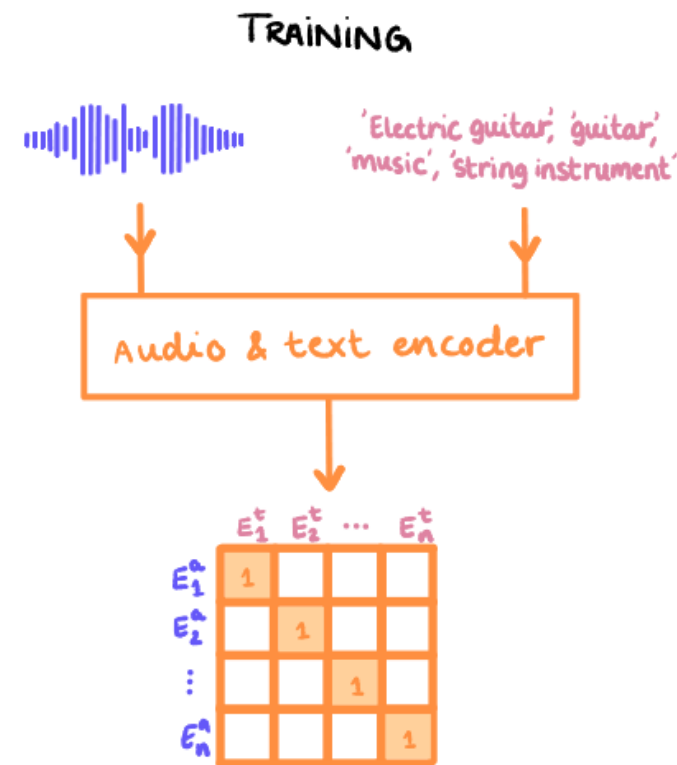 TRAINING
'Electric guitar', 'guitar',
'music', 'string instrument'
Audio & text encoder
E₁ᵗ E₂ᵗ ... Eₙᵗ
E₁ᵃ 1
E₂ᵃ 1
⋮ 1
Eₙᵃ 1